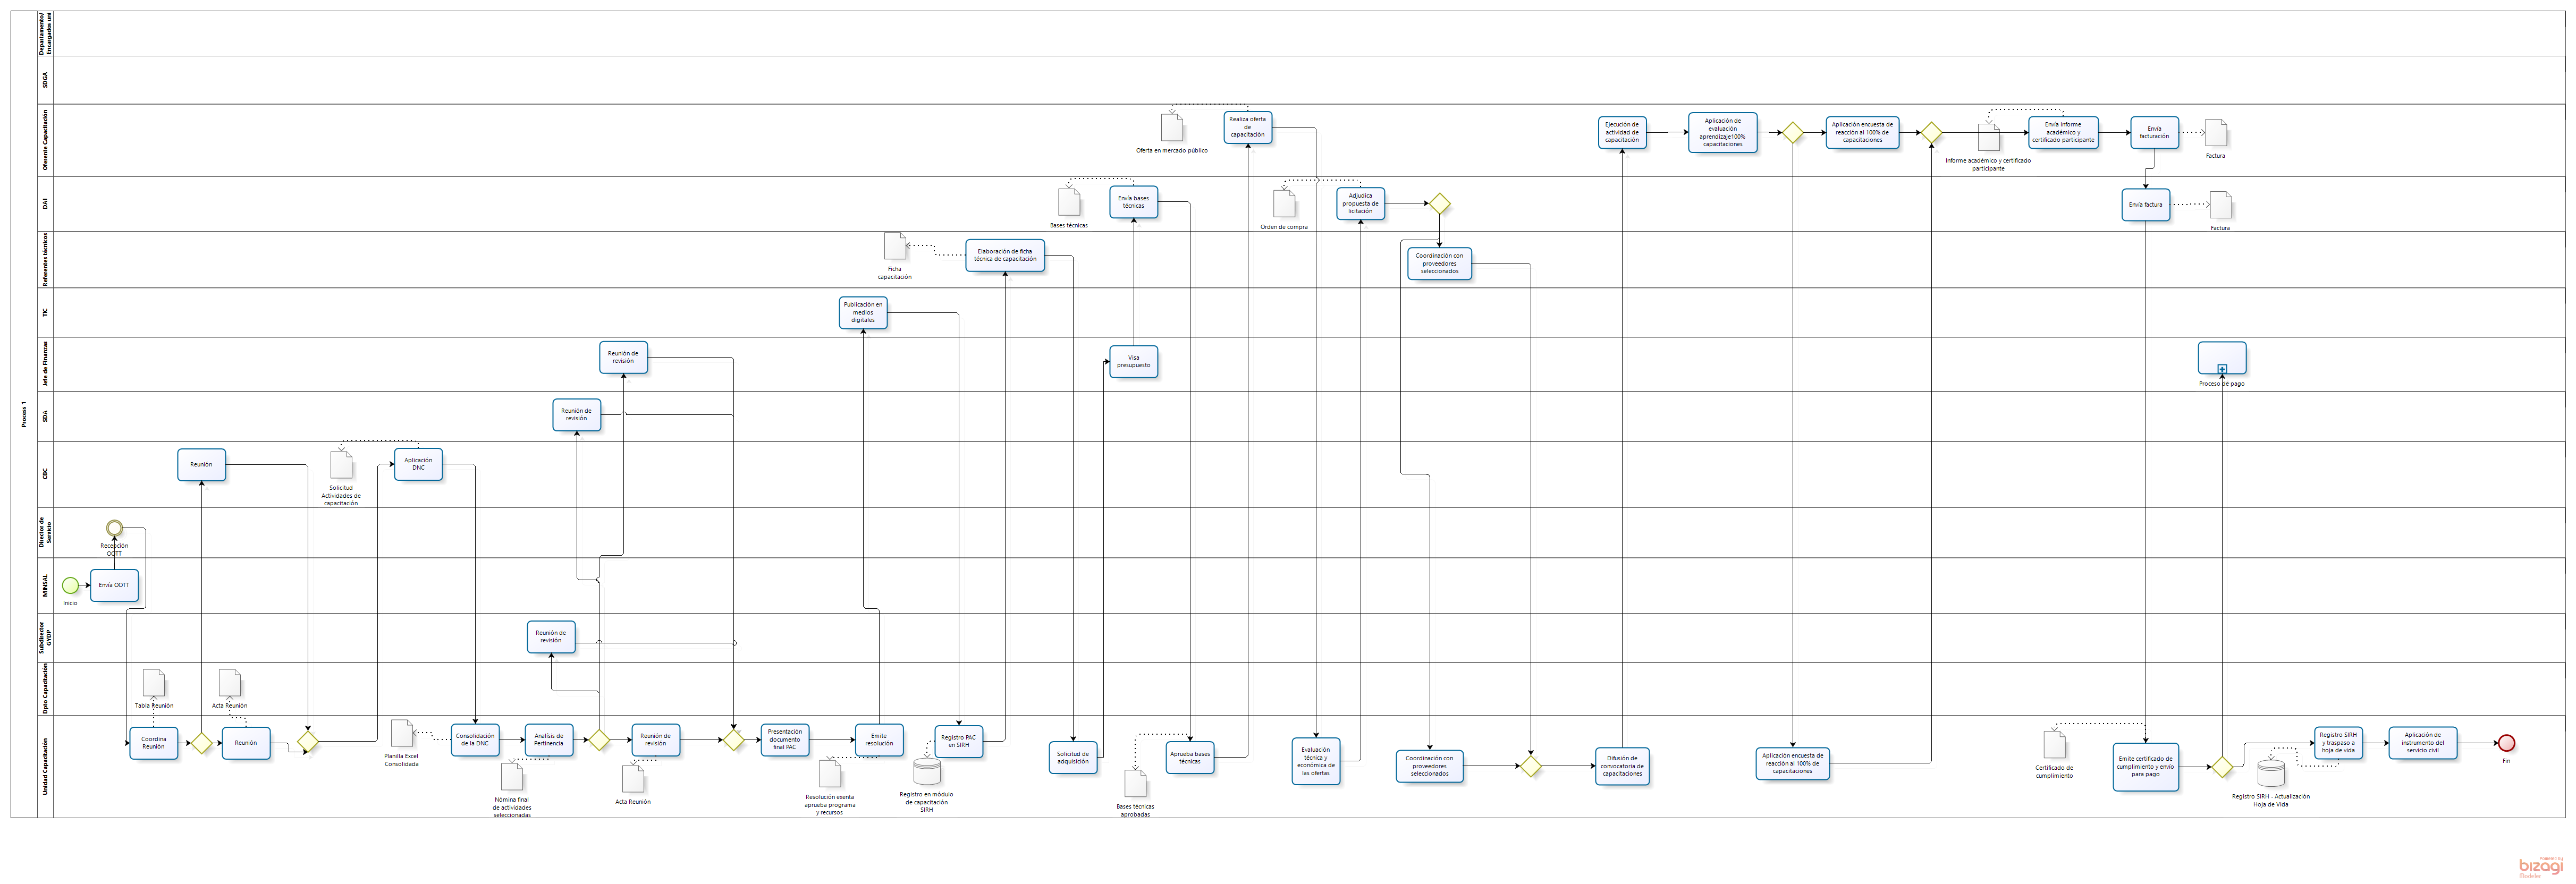 Process 1
Departamento/
Encargados uni
SDGA
Oferente Capacitación
Oferta en mercado público
Realiza oferta
de
capacitación
Ejecución de
actividad de
capacitación
Aplicación de
evaluación
aprendizaje100%
capacitaciones
Aplicación encuesta de
reacción al 100% de
capacitaciones
Informe académico y certificado
participante
Envía informe
académico y
certificado participante
Envía
facturación
Factura
DAI
Bases técnicas
Envía bases
técnicas
Orden de compra
Adjudica
propuesta de
licitación
Envía factura
Factura
Referentes técnicos
Ficha
capacitación
Elaboración de ficha
técnica de capacitación
Coordinación con
proveedores
seleccionados
TIC
Publicación en
medios
digitales
Jefe de Finanzas
Reunión de
revisión
Visa
presupuesto
Proceso de pago
SDA
Reunión de
revisión
CBC
Reunión
Solicitud
Actividades de
capacitación
Aplicación
DNC
Director de
Servicio
Recepción
OOTT
MINSAL
Inicio
Envía OOTT
Subdirector
GYDP
Reunión de
revisión
Dpto Capacitación
Tabla Reunión
Acta Reunión
Unidad Capacitación
Coordina
Reunión
Reunión
Planilla Excel
Consolidada
Consolidación
de la DNC
Analísis de
Pertinencia
Nómina final
de actividades
seleccionadas
Reunión de
revisión
Acta Reunión
Presentación
documento
final PAC
Emite
resolución
Resolución exenta
aprueba programa
y recursos
Registro PAC
en SIRH
Registro en módulo
de capacitación
SIRH
Solicitud de
adquisición
Bases técnicas
aprobadas
Aprueba bases
técnicas
Evaluación
técnica y
económica de
las ofertas
Coordinación con
proveedores
seleccionados
Difusión de
convocatoria de
capacitaciones
Aplicación encuesta de
reacción al 100% de
capacitaciones
Certificado de
cumplimiento
Emite certificado de
cumplimiento y envío
para pago
Registro SIRH - Actualización
Hoja de Vida
Registro SIRH
y traspaso a
hoja de vida
Aplicación de
instrumento del
servicio civil
Fin
Powered by
bizagi
Modeler